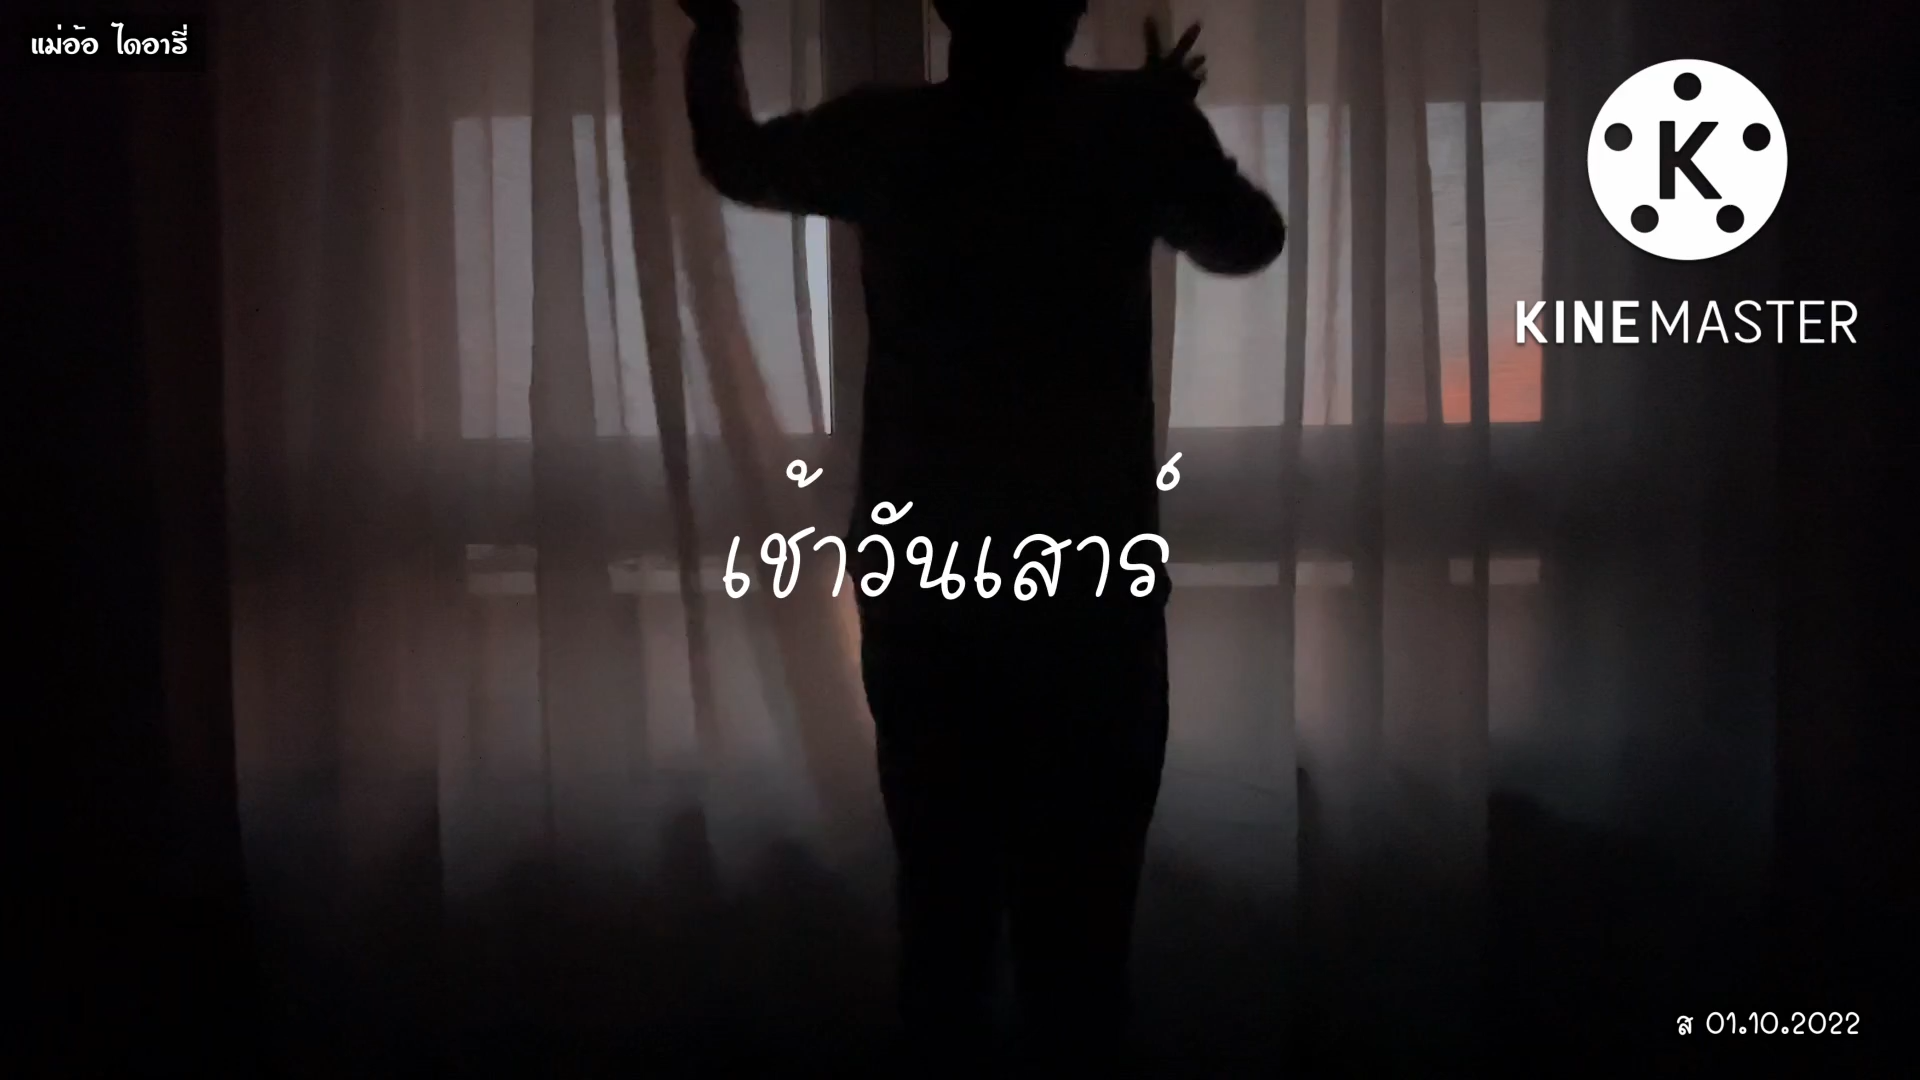 แม่อ้อ ไดอารี่
K
KINEMASTER
เช้าวันเสาร์
ส 01.10.2022